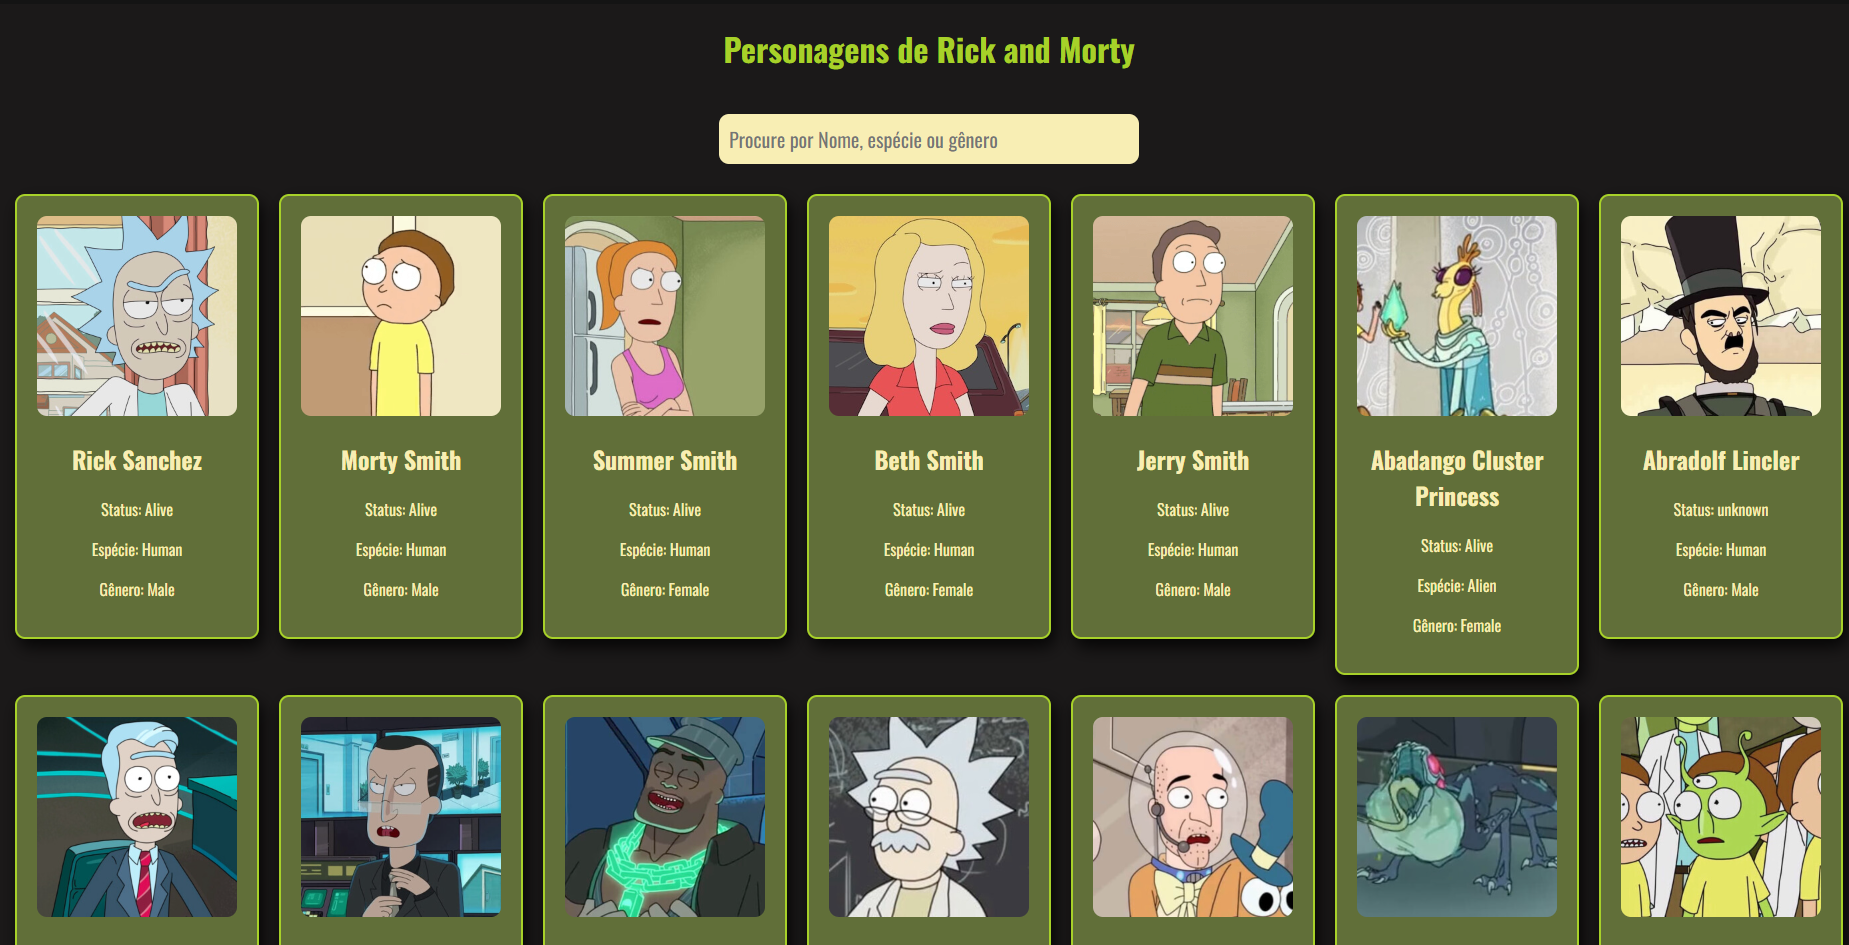 Personagens de Rick and Morty
Procure por Nome, espécie ou gênero
Rick Sanchez
Status: Alive
Espécie: Human
Gênero: Male
Morty Smith
Status: Alive
Espécie: Human
Gênero: Male
Summer Smith
Status: Alive
Espécie: Human
Gênero: Female
Beth Smith
Status: Alive
Espécie: Human
Gênero: Female
Jerry Smith
Status: Alive
Espécie: Human
Gênero: Male
Abadango Cluster
Princess
Status: Alive
Espécie: Alien
Gênero: Female
Abradolf Lincler
Status: unknown
Espécie: Human
Gênero: Male